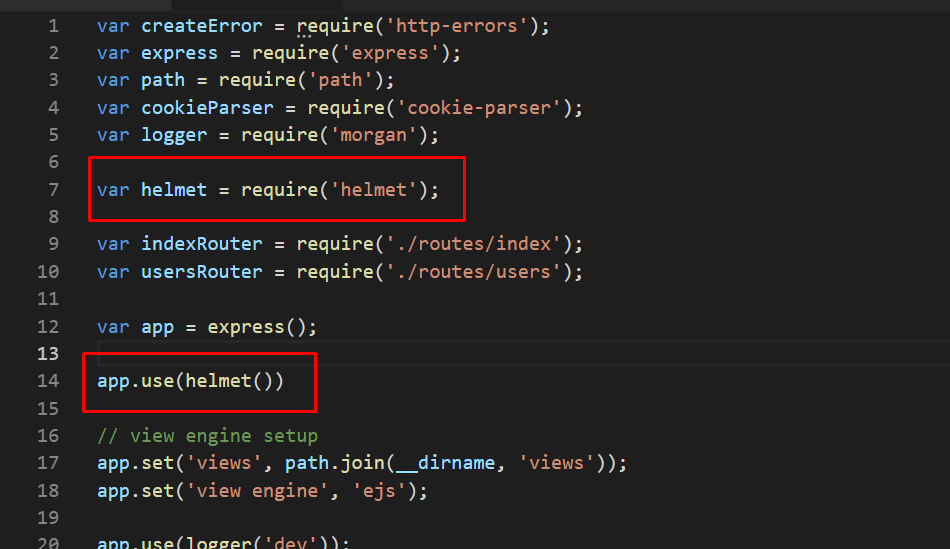 1 var createError = require('http-errors');
2 var express = require('express');
3 var path = require('path');
4 var cookieParser = require('cookie-parser');
5 var logger = require('morgan');
6
7 var helmet = require('helmet');
8
9 var indexRouter = require('./routes/index');
10 var usersRouter = require('./routes/users');
11
12 var app = express();
13
14 app.use(helmet())
15
16 // view engine setup
17 app.set('views', path.join(__dirname, 'views'));
18 app.set('view engine', 'ejs');
19
20 app.use(logger('dev'));